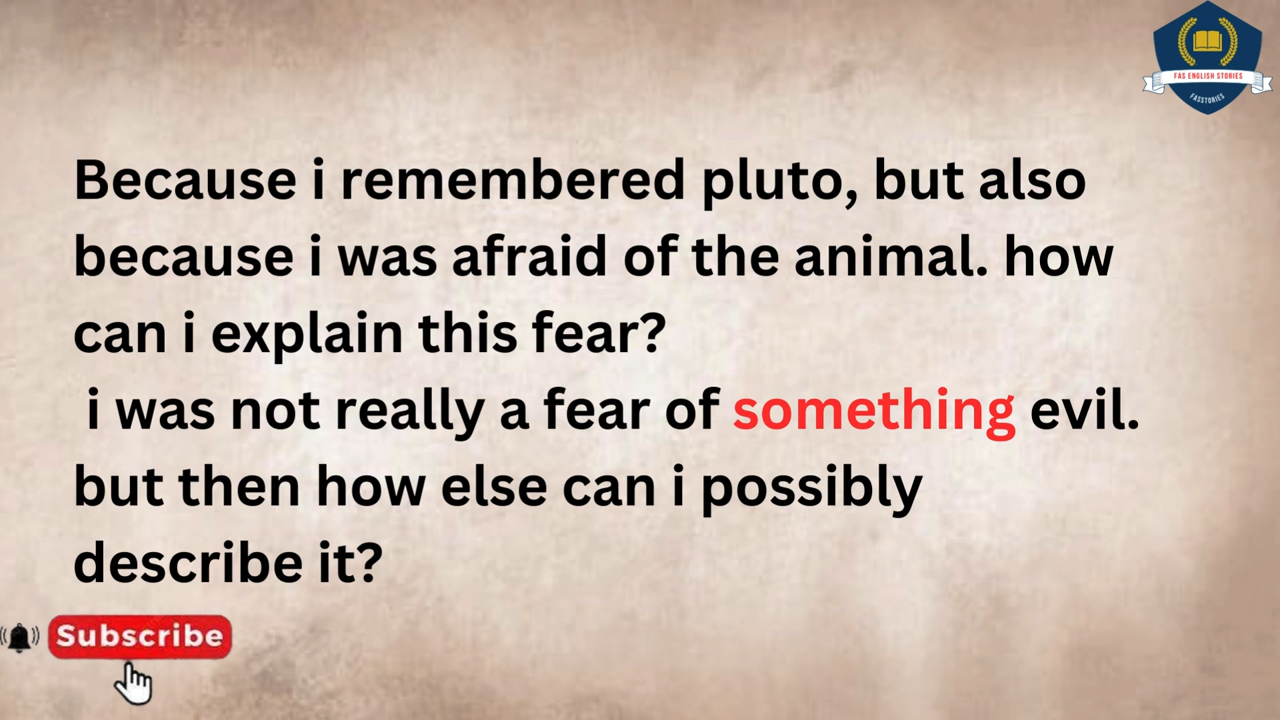 FAS ENGLISH STORIES
FASSTORIES
Because i remembered pluto, but also
because i was afraid of the animal. how
can i explain this fear?
i was not really a fear of something evil.
but then how else can i possibly
describe it?
Subscribe